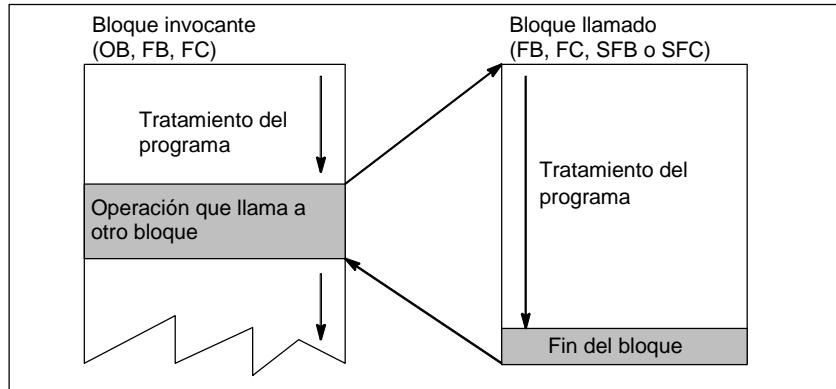 Bloque invocante
(OB, FB, FC)
Tratamiento del
programa
Operación que llama a
otro bloque
Bloque llamado
(FB, FC, SFB o SFC)
Tratamiento del
programa
Fin del bloque